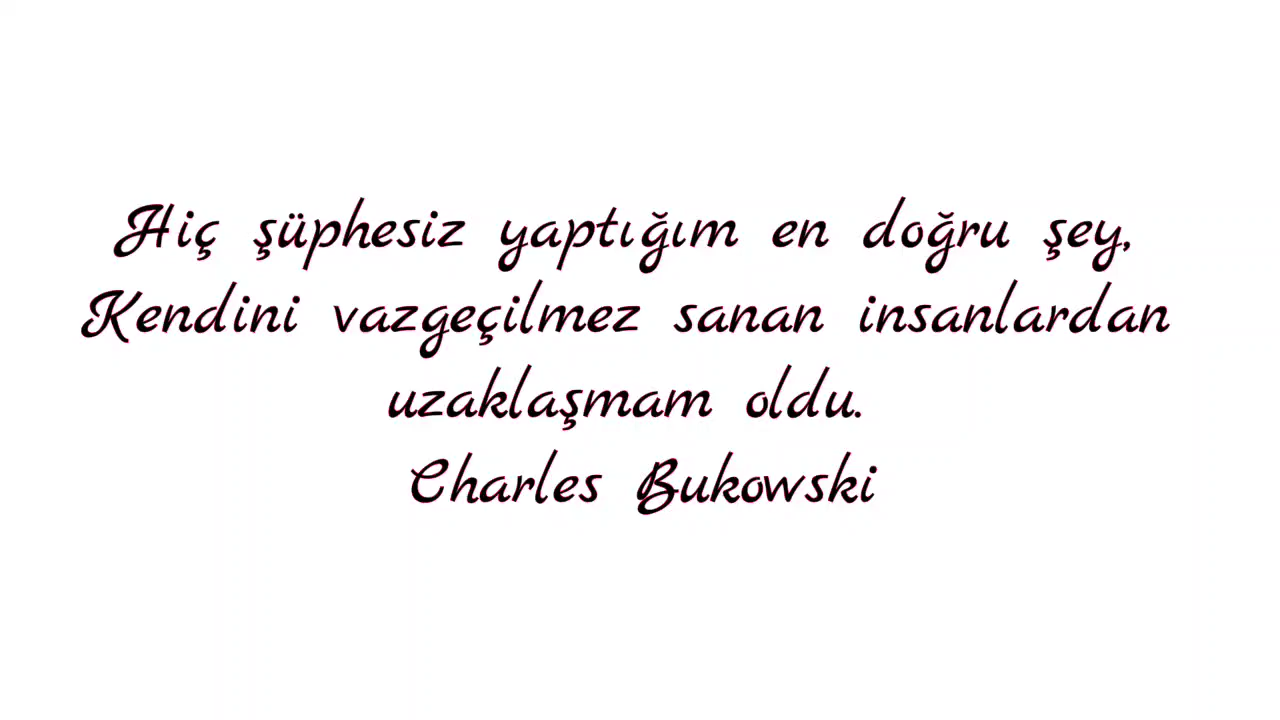 Hiç şüphesiz yaptığım en doğru şey,
Kendini vazgeçilmez sanan insanlardan
uzaklaşmam oldu.
Charles Bukowski